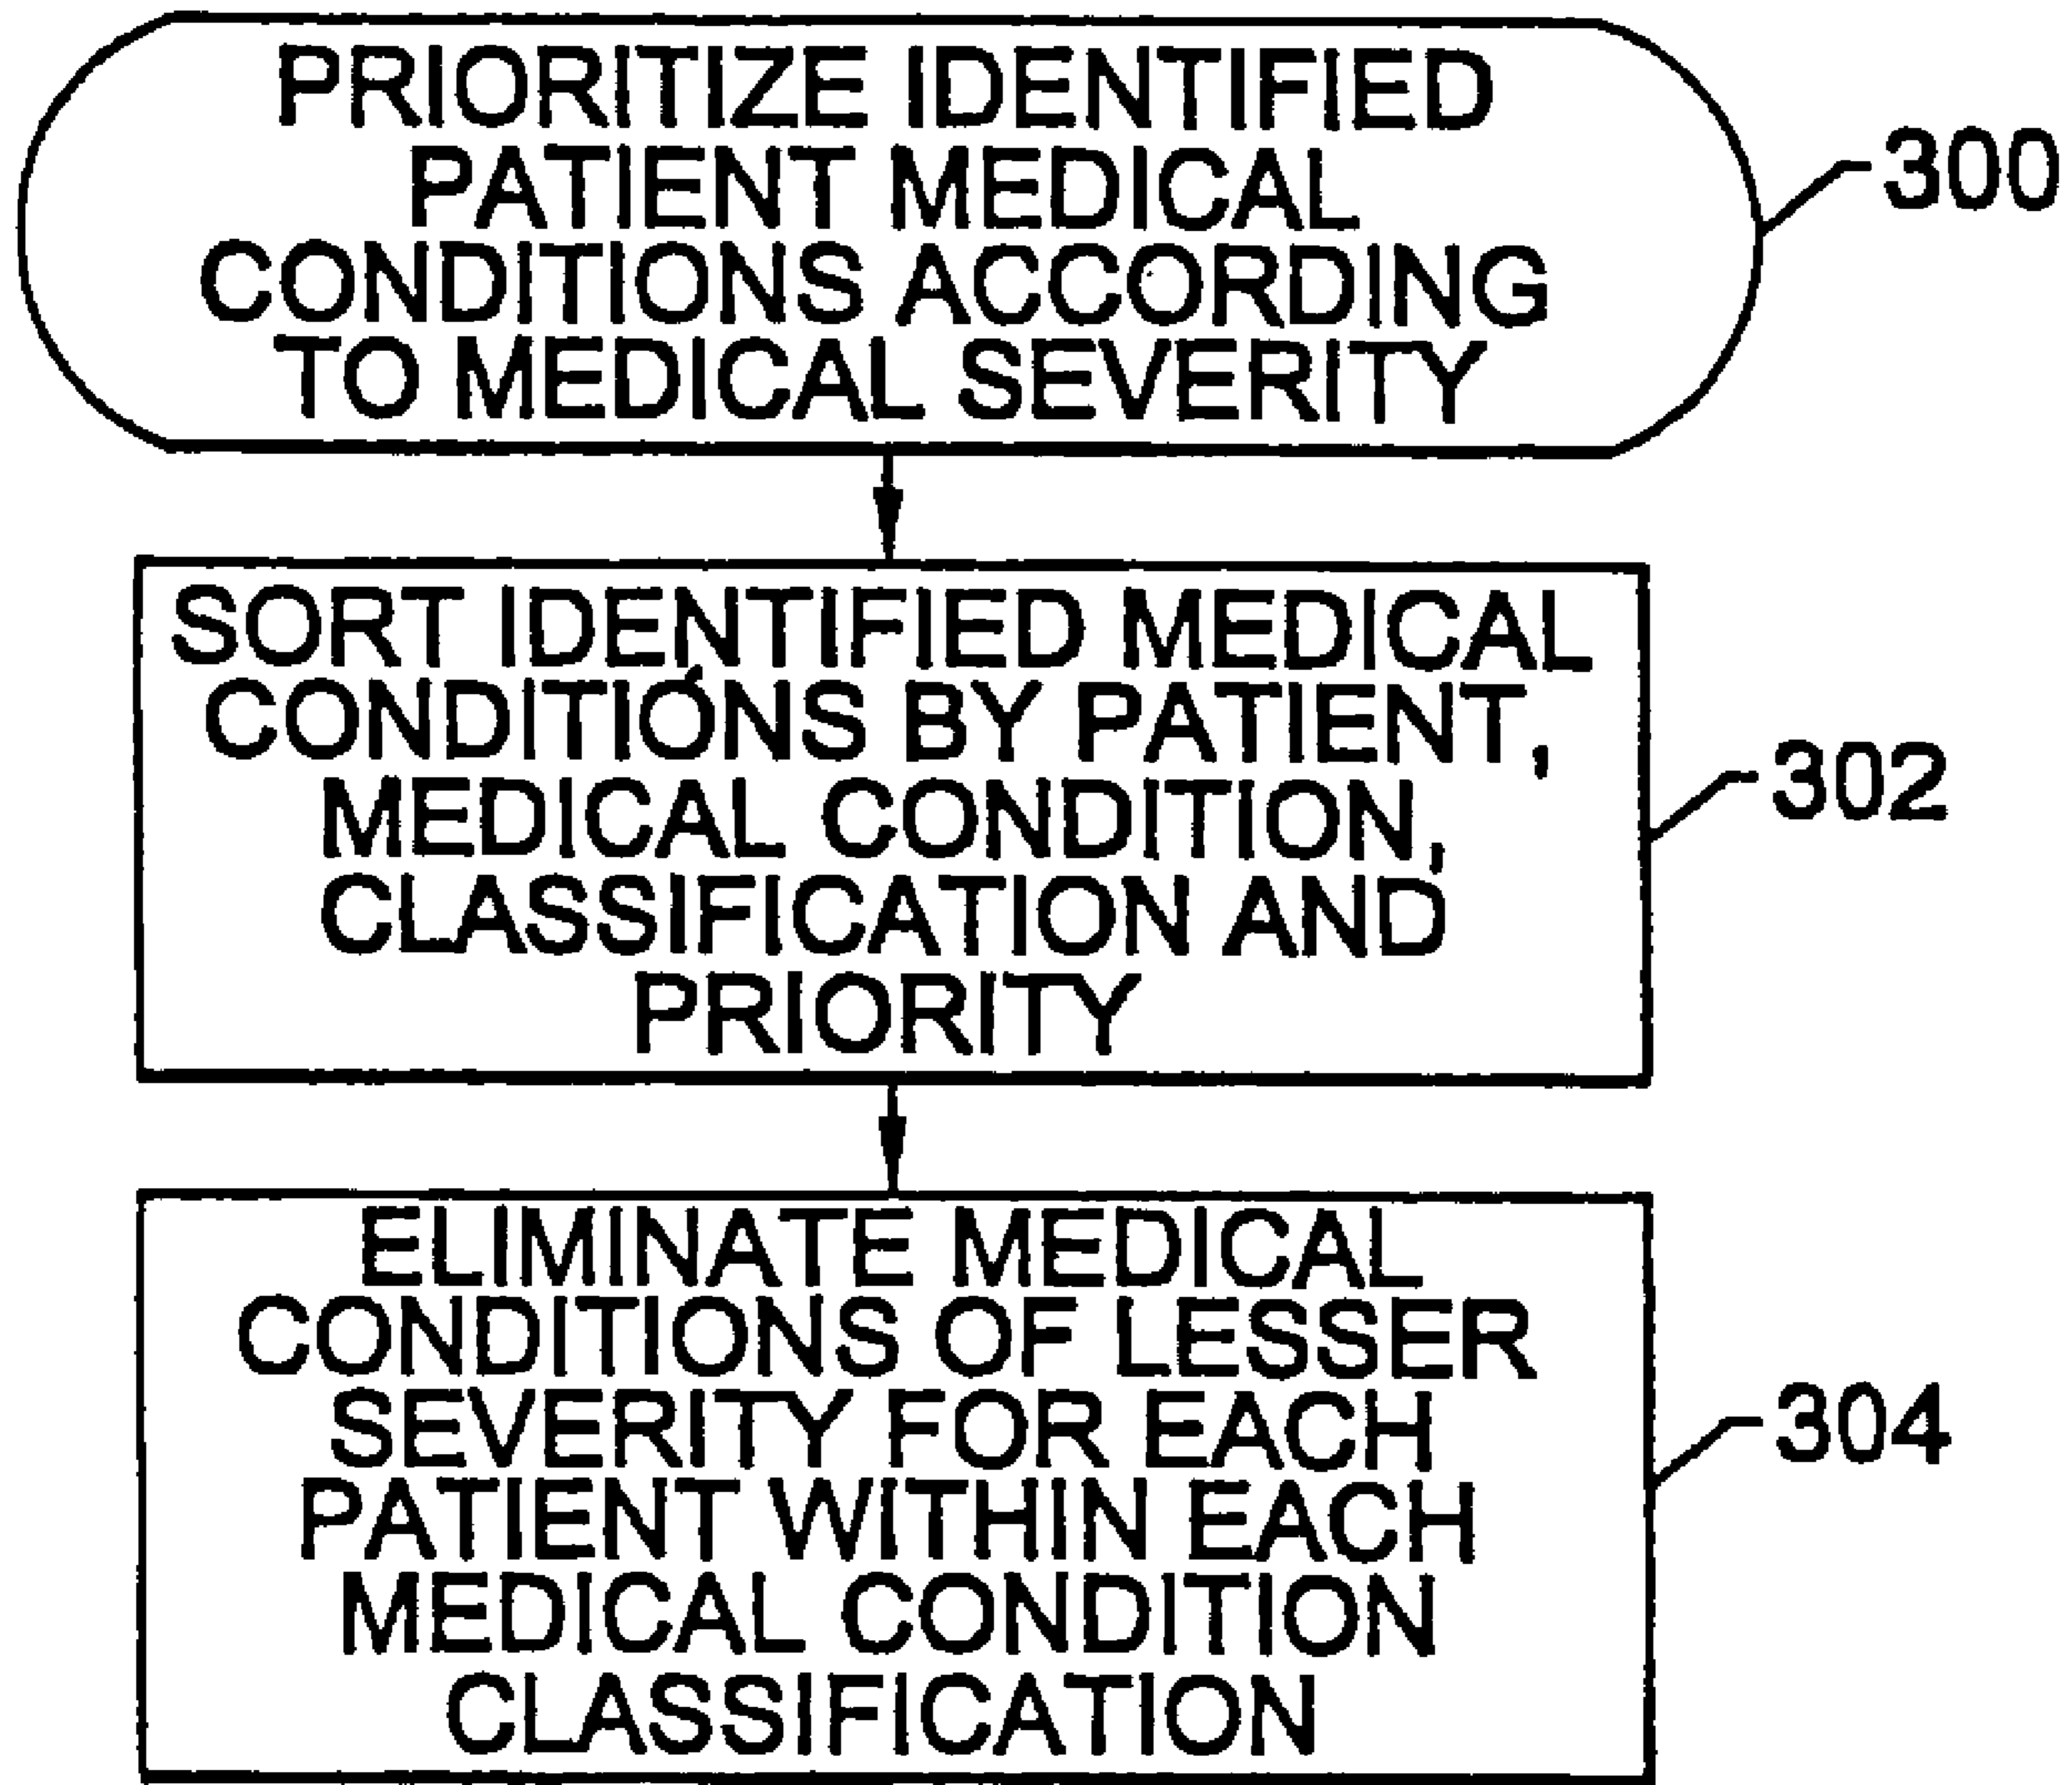 PRIORITIZE IDENTIFIED
PATIENT MEDICAL
CONDITIONS ACCORDING
TO MEDICAL SEVERITY
300
SORT IDENTIFIED MEDICAL
CONDITIONS BY PATIENT,
MEDICAL CONDITION,
CLASSIFICATION AND
PRIORITY
302
ELIMINATE MEDICAL
CONDITIONS OF LESSER
SEVERITY FOR EACH
PATIENT WITHIN EACH
MEDICAL CONDITION
CLASSIFICATION
304